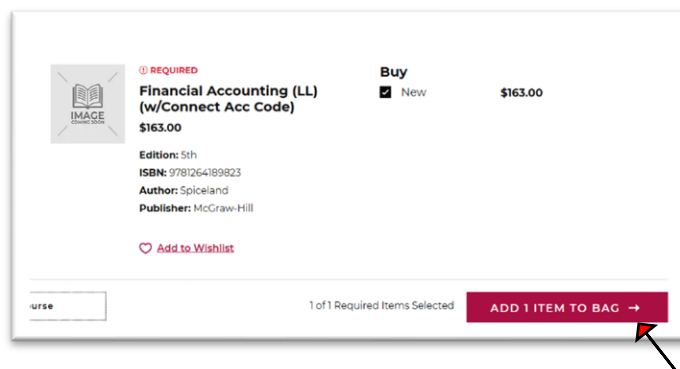 REQUIRED
Financial Accounting (LL)
(w/Connect Acc Code)
$163.00
Edition: 5th
ISBN: 9781264189823
Author: Spiceland
Publisher: McGraw-Hill
Add to Wishlist
IMAGE
COMING SOON
Buy
New
$163.00
urse
1 of 1 Required Items Selected
ADD 1 ITEM TO BAG →